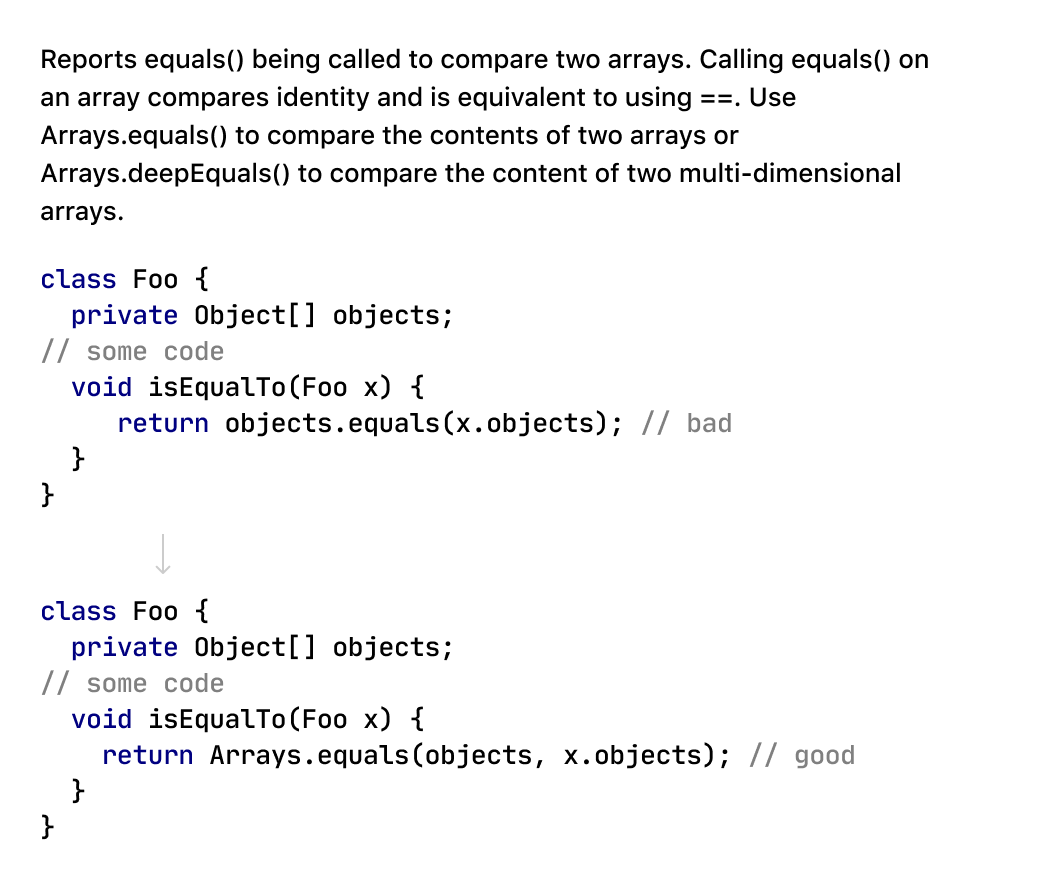 Reports equals() being called to compare two arrays. Calling equals() on
an array compares identity and is equivalent to using ==. Use
Arrays.equals() to compare the contents of two arrays or
Arrays.deepEquals() to compare the content of two multi-dimensional
arrays.
class Foo {
  private Object[] objects;
// some code
  void isEqualTo(Foo x) {
     return objects.equals(x.objects); // bad
  }
}
↓
class Foo {
  private Object[] objects;
// some code
  void isEqualTo(Foo x) {
    return Arrays.equals(objects, x.objects); // good
  }
}